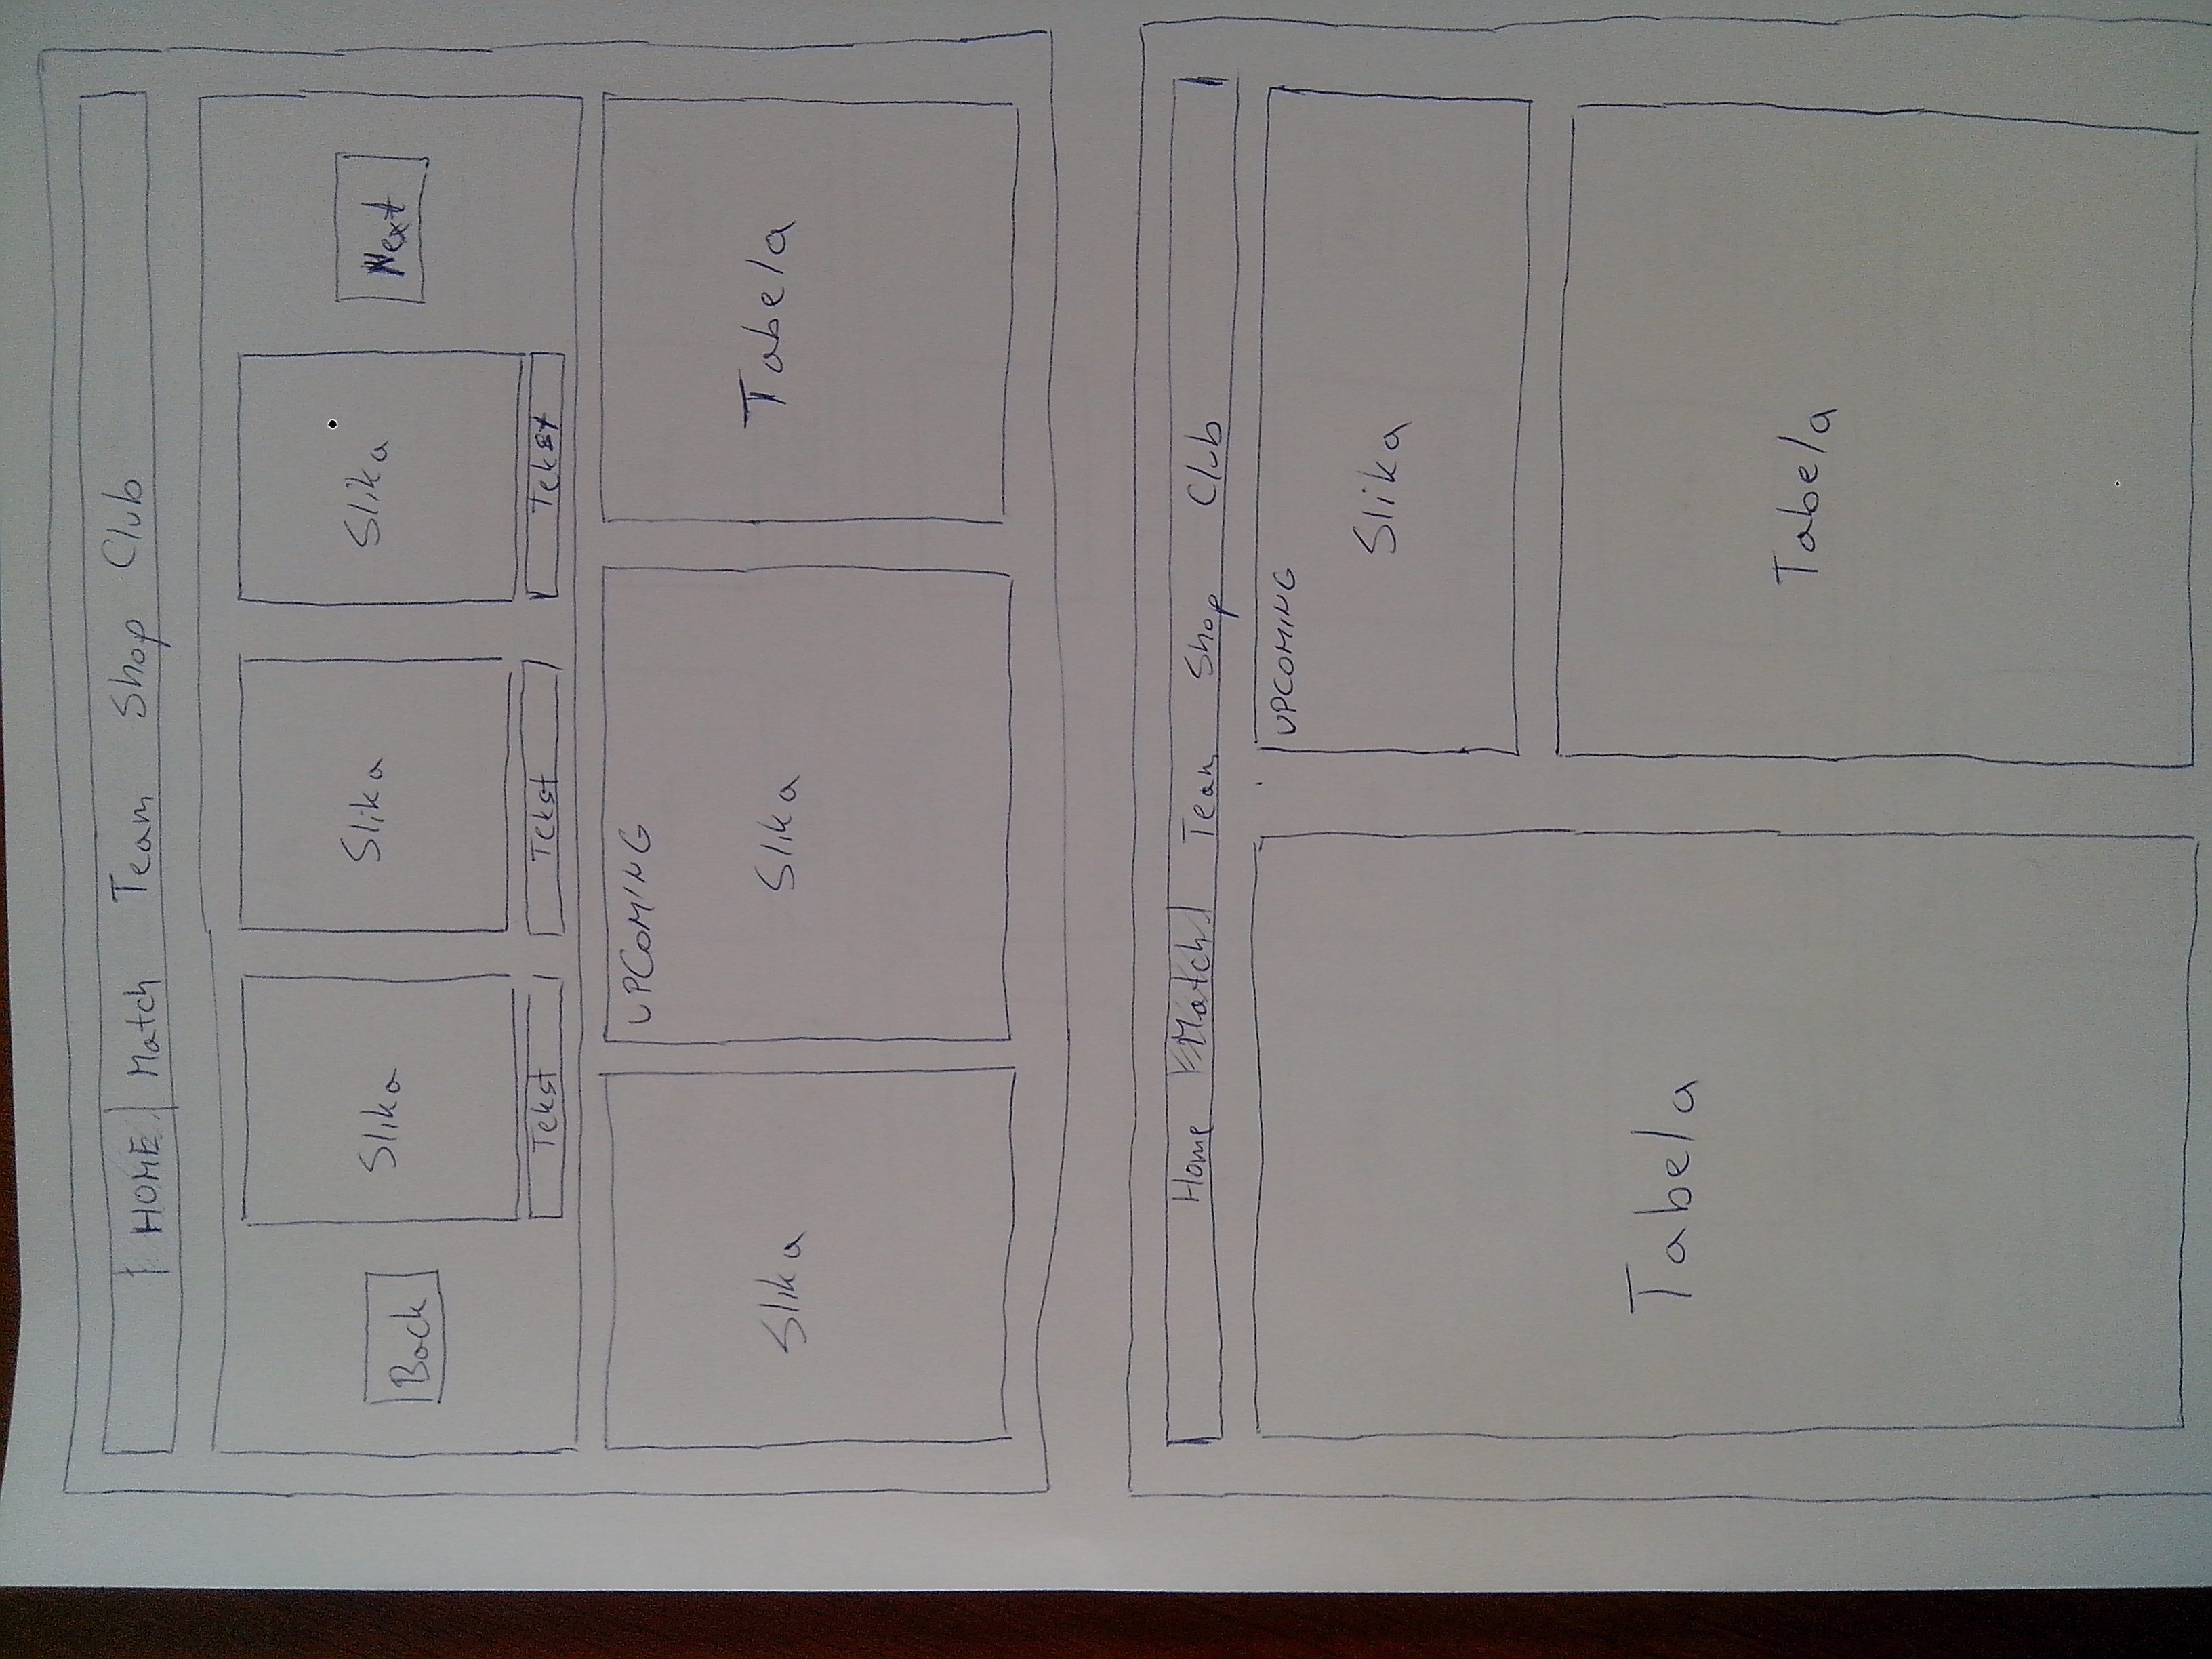 HOME Match Team Shop Club
Slika Slika Slika
Back Next
Tekst Tekst Tekst
UPCOMING
Slika Slika Tabela
Home Match Team Shop Club
UPCOMING
Slika
Tabela
Tabela